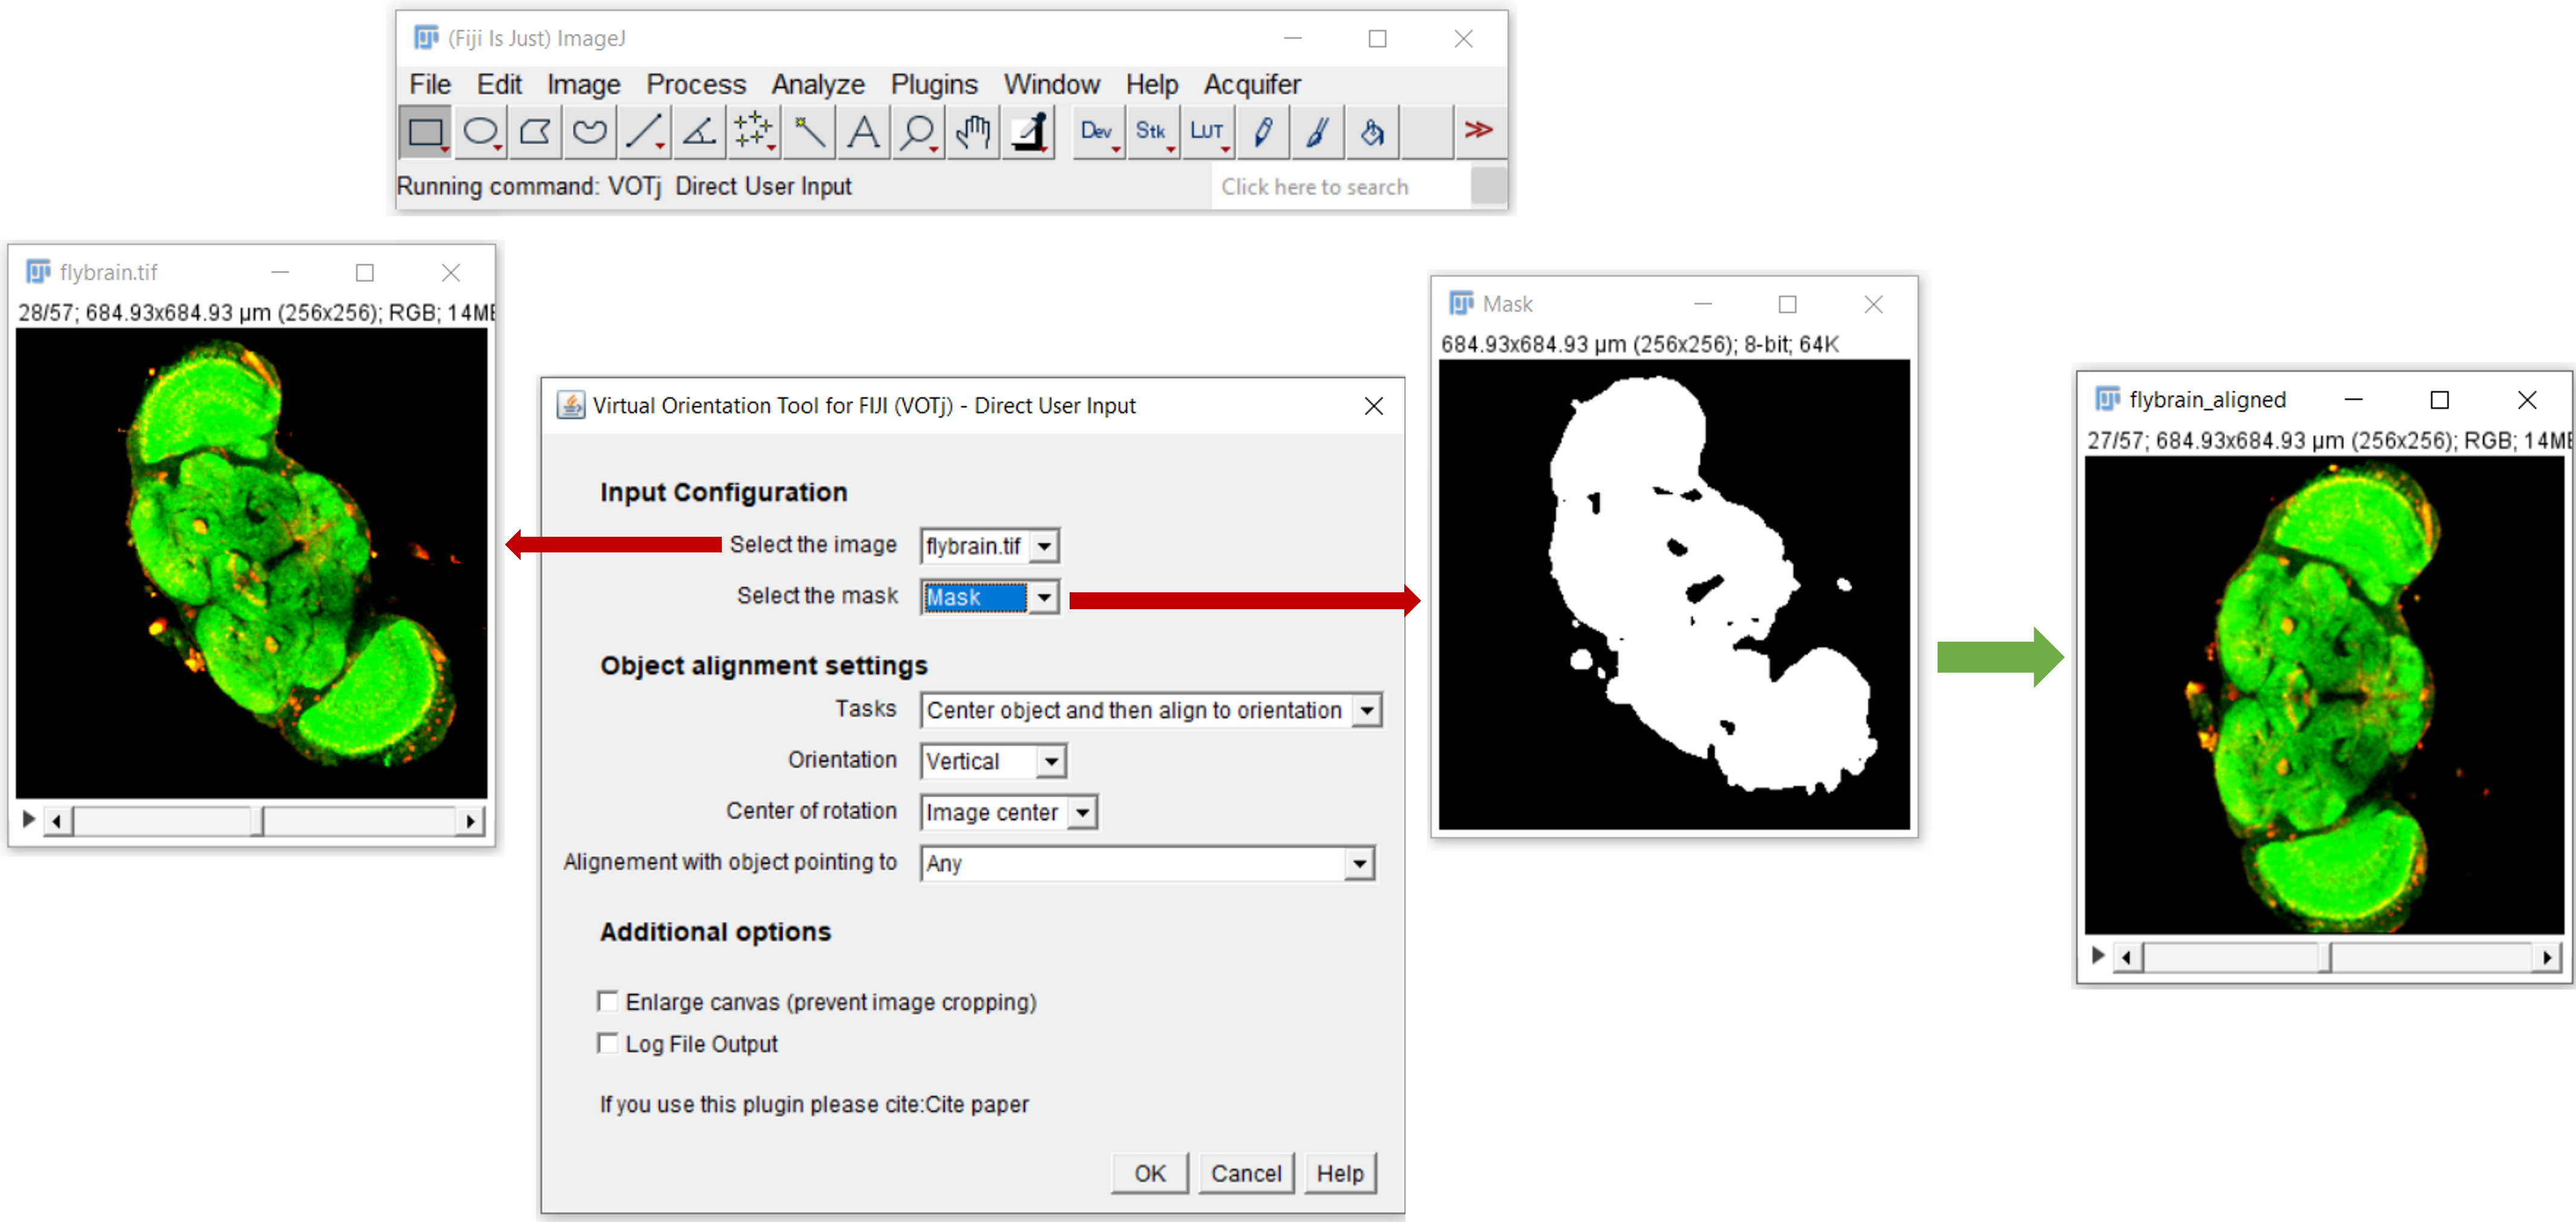 (Fiji Is Just) ImageJ
File Edit Image Process Analyze Plugins Window Help Acquifer
Dev Stk LUT
Running command: VOTj Direct User Input
Click here to search
flybrain.tif
28/57; 684.93x684.93 µm (256x256); RGB; 14ME
Virtual Orientation Tool for FIJI (VOTj) - Direct User Input
Input Configuration
Select the image flybrain.tif
Select the mask Mask
Object alignment settings
Tasks Center object and then align to orientation
Orientation Vertical
Center of rotation Image center
Alignement with object pointing to Any
Additional options
Enlarge canvas (prevent image cropping)
Log File Output
If you use this plugin please cite:Cite paper
OK Cancel Help
Mask
684.93x684.93 µm (256x256); 8-bit; 64K
flybrain_aligned
27/57; 684.93x684.93 µm (256x256); RGB; 14ME